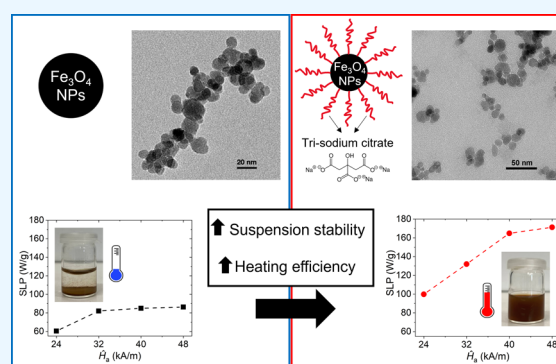 Fe₃O₄
NPs
20 nm
Fe₃O₄
NPs
Tri-sodium citrate
50 nm
SLP (W/g)
180
160
140
120
100
80
60
24 32 40 48
Ḣₐ (kA/m)
Suspension stability
Heating efficiency
SLP (W/g)
180
160
140
120
100
80
60
24 32 40 48
Ḣₐ (kA/m)